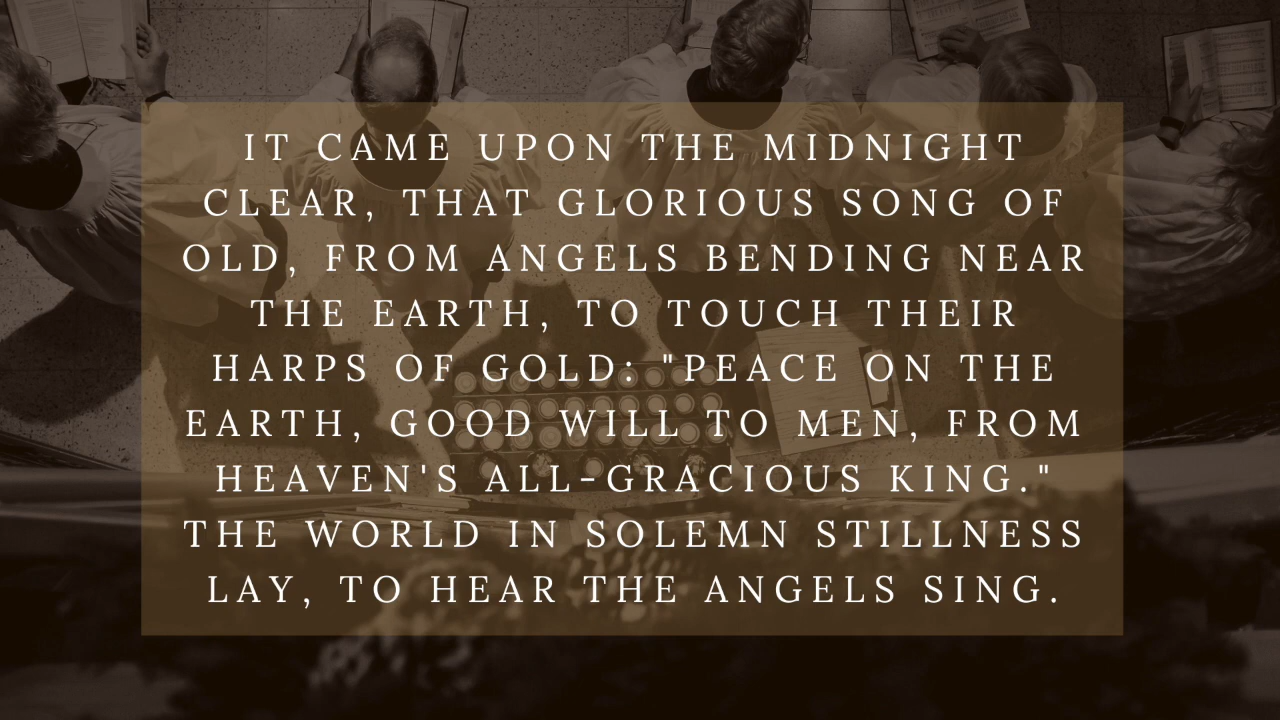 IT CAME UPON THE MIDNIGHT
CLEAR, THAT GLORIOUS SONG OF
OLD, FROM ANGELS BENDING NEAR
THE EARTH, TO TOUCH THEIR
HARPS OF GOLD: "PEACE ON THE
EARTH, GOOD WILL TO MEN, FROM
HEAVEN'S ALL-GRACIOUS KING."
THE WORLD IN SOLEMN STILLNESS
LAY, TO HEAR THE ANGELS SING.